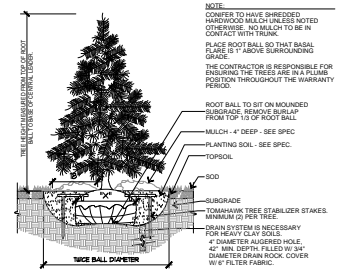 NOTE:
CONIFER TO HAVE SHREDDED
HARDWOOD MULCH UNLESS NOTED
OTHERWISE. NO MULCH TO BE IN
CONTACT WITH TRUNK.
PLACE ROOT BALL SO THAT BASAL
FLARE IS 1" ABOVE SURROUNDING
GRADE.
THE CONTRACTOR IS RESPONSIBLE FOR
ENSURING THE TREES ARE IN A PLUMB
POSITION THROUGHOUT THE WARRANTY
PERIOD.
TREE HEIGHT MEASURED FROM TOP OF ROOT
BALL TO BASE OF CENTRAL LEADER.
ROOT BALL TO SIT ON MOUNDED
SUBGRADE, REMOVE BURLAP
FROM TOP 1/3 OF ROOT BALL
MULCH - 4" DEEP - SEE SPEC
PLANTING SOIL - SEE SPEC.
TOPSOIL
SOD
SUBGRADE
TOMAHAWK TREE STABILIZER STAKES.
MINIMUM (2) PER TREE.
DRAIN SYSTEM IS NECESSARY
FOR HEAVY CLAY SOILS.
4" DIAMETER AUGERED HOLE,
42" MIN. DEPTH. FILLED W/ 3/4"
DIAMETER DRAIN ROCK. COVER
W/ 6" FILTER FABRIC.
TWICE BALL DIAMETER